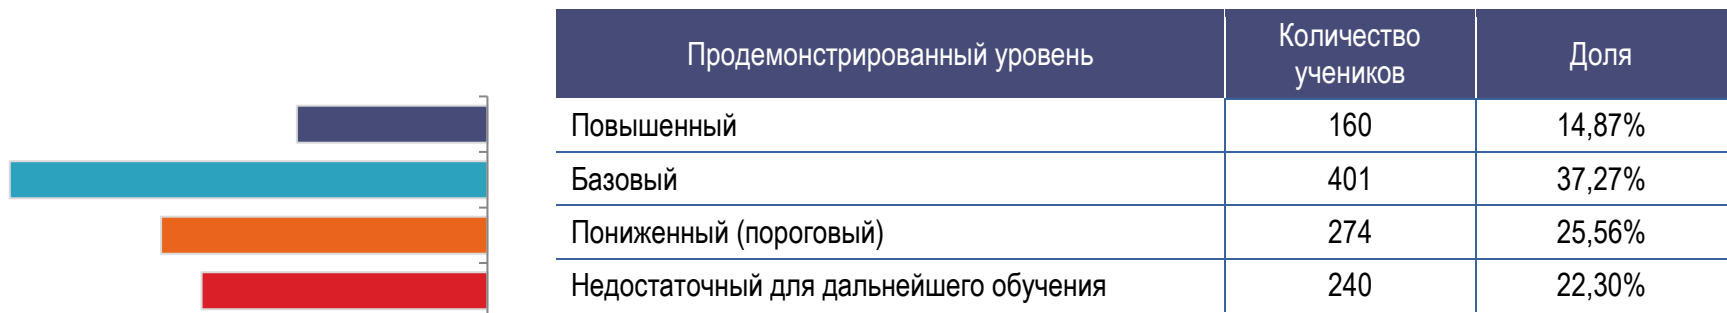 Продемонстрированный уровень
Количество
учеников
Доля
Повышенный 160 14,87%
Базовый 401 37,27%
Пониженный (пороговый) 274 25,56%
Недостаточный для дальнейшего обучения 240 22,30%